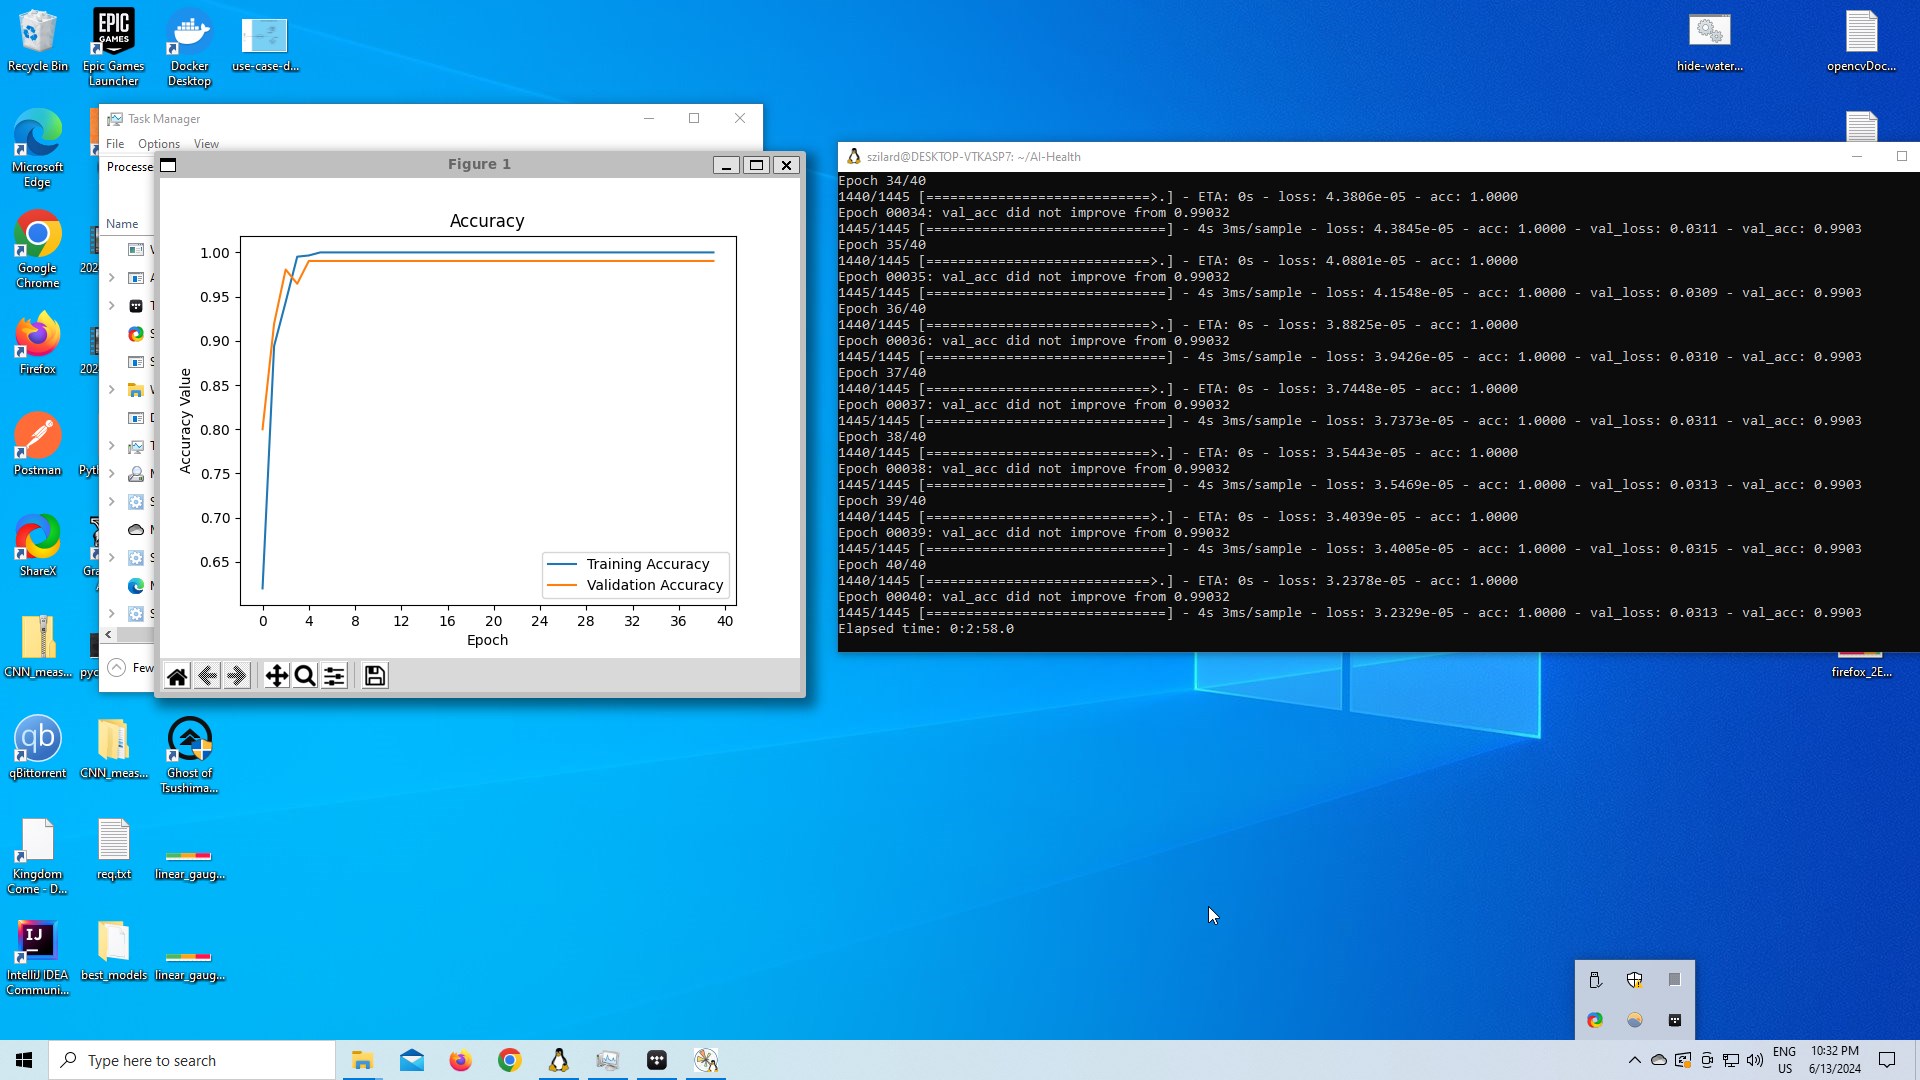 Recycle Bin
EPIC GAMES
Epic Games Launcher
Docker Desktop
use-case-d...
hide-water...
opencvDoc...
Microsoft Edge
Google Chrome
Firefox
Postman
ShareX
CNN_meas...
qb
qBittorrent
CNN_meas...
Ghost of Tsushima...
Kingdom Come - D...
req.txt
linear_gaug...
IJ
IntelliJ IDEA Communi...
best_models
linear_gaug...
firefox_2E...
Task Manager
File Options View
Processe
Name
Few
Figure 1
Accuracy
1.00
0.95
0.90
0.85
0.80
0.75
0.70
0.65
Accuracy Value
Training Accuracy
Validation Accuracy
0 4 8 12 16 20 24 28 32 36 40
Epoch
szilard@DESKTOP-VTKASP7: ~/AI-Health
Epoch 34/40
1440/1445 [============================>.] - ETA: 0s - loss: 4.3806e-05 - acc: 1.0000
Epoch 00034: val_acc did not improve from 0.99032
1445/1445 [==============================] - 4s 3ms/sample - loss: 4.3845e-05 - acc: 1.0000 - val_loss: 0.0311 - val_acc: 0.9903
Epoch 35/40
1440/1445 [============================>.] - ETA: 0s - loss: 4.0801e-05 - acc: 1.0000
Epoch 00035: val_acc did not improve from 0.99032
1445/1445 [==============================] - 4s 3ms/sample - loss: 4.1548e-05 - acc: 1.0000 - val_loss: 0.0309 - val_acc: 0.9903
Epoch 36/40
1440/1445 [============================>.] - ETA: 0s - loss: 3.8825e-05 - acc: 1.0000
Epoch 00036: val_acc did not improve from 0.99032
1445/1445 [==============================] - 4s 3ms/sample - loss: 3.9426e-05 - acc: 1.0000 - val_loss: 0.0310 - val_acc: 0.9903
Epoch 37/40
1440/1445 [============================>.] - ETA: 0s - loss: 3.7448e-05 - acc: 1.0000
Epoch 00037: val_acc did not improve from 0.99032
1445/1445 [==============================] - 4s 3ms/sample - loss: 3.7373e-05 - acc: 1.0000 - val_loss: 0.0311 - val_acc: 0.9903
Epoch 38/40
1440/1445 [============================>.] - ETA: 0s - loss: 3.5443e-05 - acc: 1.0000
Epoch 00038: val_acc did not improve from 0.99032
1445/1445 [==============================] - 4s 3ms/sample - loss: 3.5469e-05 - acc: 1.0000 - val_loss: 0.0313 - val_acc: 0.9903
Epoch 39/40
1440/1445 [============================>.] - ETA: 0s - loss: 3.4039e-05 - acc: 1.0000
Epoch 00039: val_acc did not improve from 0.99032
1445/1445 [==============================] - 4s 3ms/sample - loss: 3.4005e-05 - acc: 1.0000 - val_loss: 0.0315 - val_acc: 0.9903
Epoch 40/40
1440/1445 [============================>.] - ETA: 0s - loss: 3.2378e-05 - acc: 1.0000
Epoch 00040: val_acc did not improve from 0.99032
1445/1445 [==============================] - 4s 3ms/sample - loss: 3.2329e-05 - acc: 1.0000 - val_loss: 0.0313 - val_acc: 0.9903
Elapsed time: 0:2:58.0
Type here to search
ENG
US
10:32 PM
6/13/2024